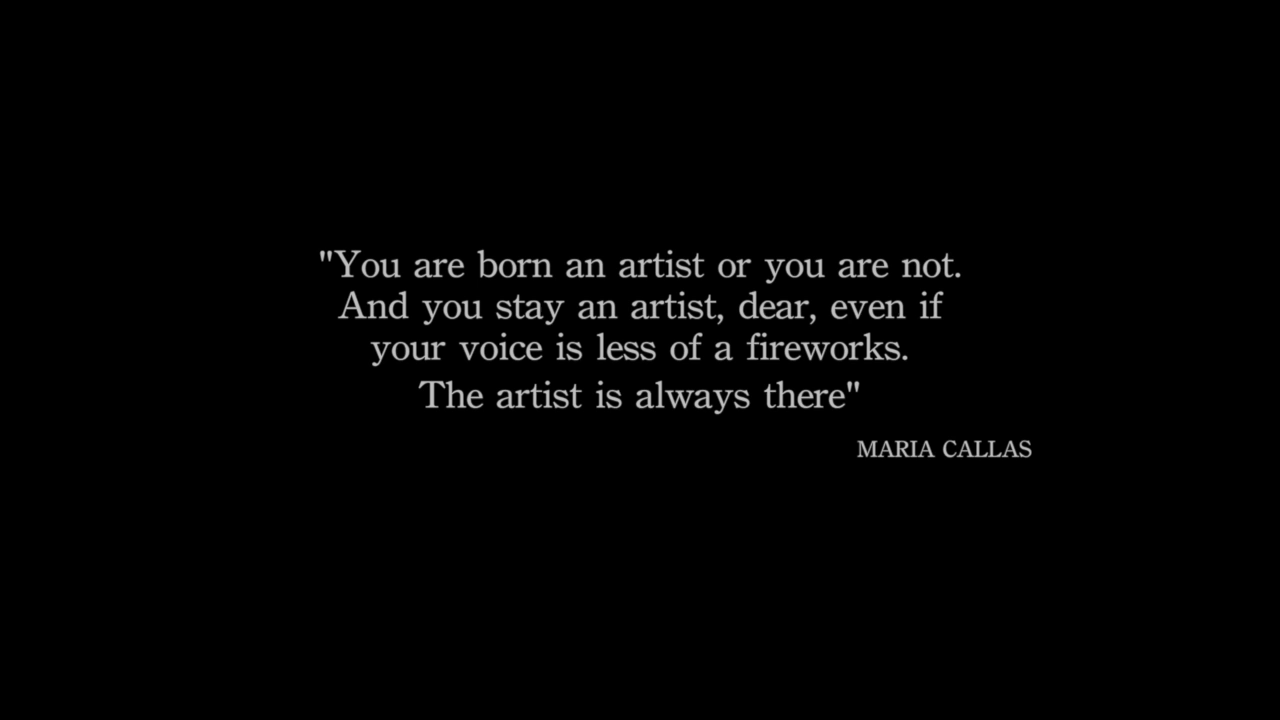 "You are born an artist or you are not.
And you stay an artist, dear, even if
your voice is less of a fireworks.
The artist is always there"
MARIA CALLAS